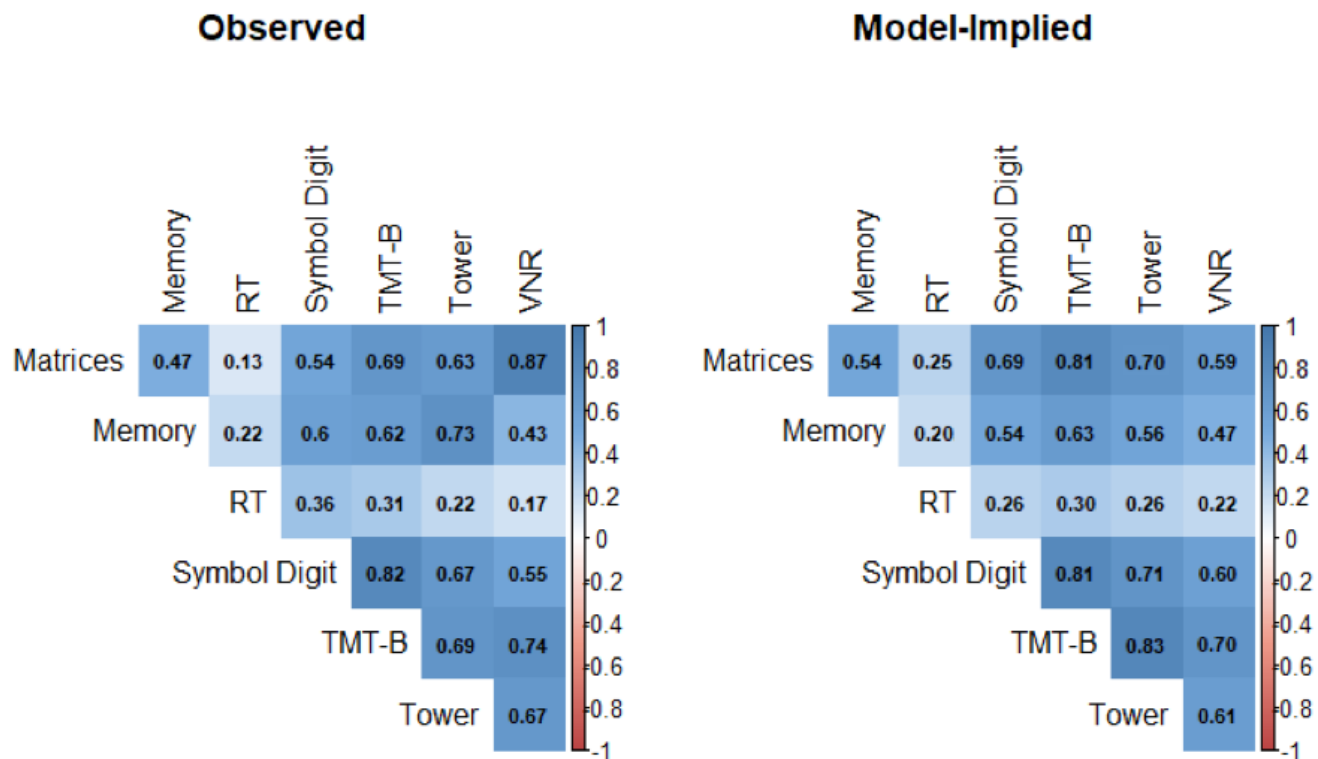 Observed
Memory RT Symbol Digit TMT-B Tower VNR
Matrices 0.47 0.13 0.54 0.69 0.63 0.87
Memory 0.22 0.6 0.62 0.73 0.43
RT 0.36 0.31 0.22 0.17
Symbol Digit 0.82 0.67 0.55
TMT-B 0.69 0.74
Tower 0.67
1
0.8
0.6
0.4
0.2
0
-0.2
-0.4
-0.6
-0.8
-1
Model-Implied
Memory RT Symbol Digit TMT-B Tower VNR
Matrices 0.54 0.25 0.69 0.81 0.70 0.59
Memory 0.20 0.54 0.63 0.56 0.47
RT 0.26 0.30 0.26 0.22
Symbol Digit 0.81 0.71 0.60
TMT-B 0.83 0.70
Tower 0.61
1
0.8
0.6
0.4
0.2
0
-0.2
-0.4
-0.6
-0.8
-1